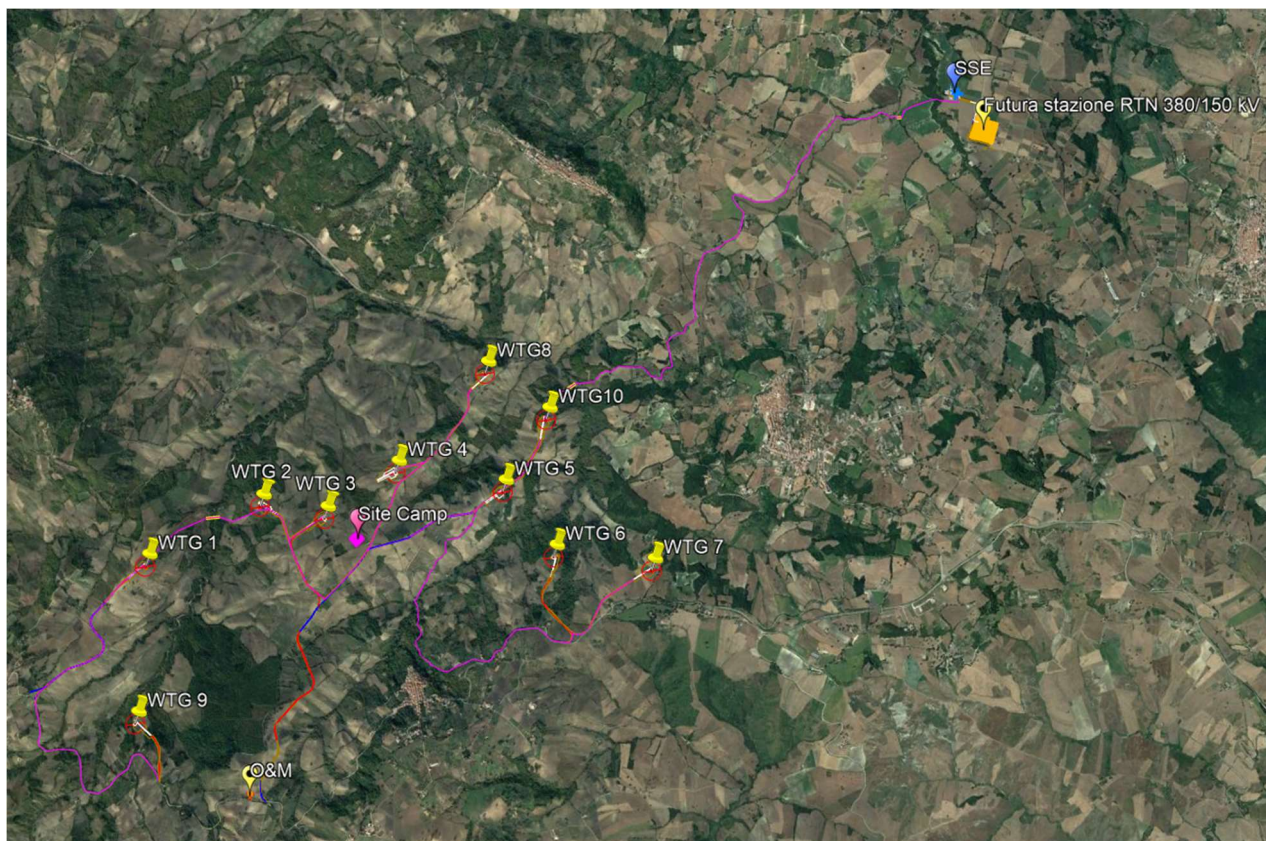 SSE
Futura stazione RTN 380/150 kV
WTG8
WTG10
WTG 4
WTG 5
WTG 2
WTG 3
Site Camp
WTG 6
WTG 7
WTG 1
WTG 9
O&M